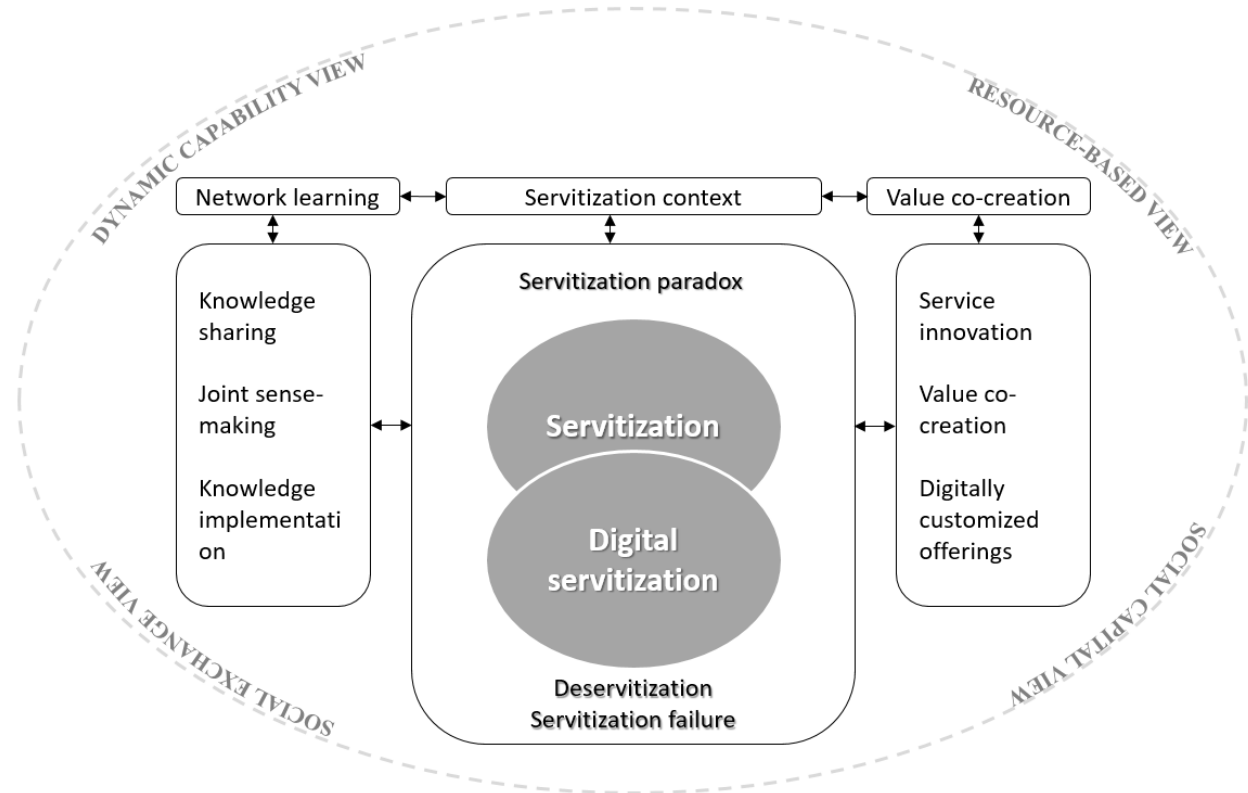 DYNAMIC CAPABILITY VIEW
RESOURCE-BASED VIEW
Network learning
Servitization context
Value co-creation
Knowledge
sharing
Joint sense-
making
Knowledge
implementati
on
Servitization paradox
Servitization
Digital
servitization
Deservitization
Servitization failure
Service
innovation
Value co-
creation
Digitally
customized
offerings
SOCIAL EXCHANGE VIEW
SOCIAL CAPITAL VIEW